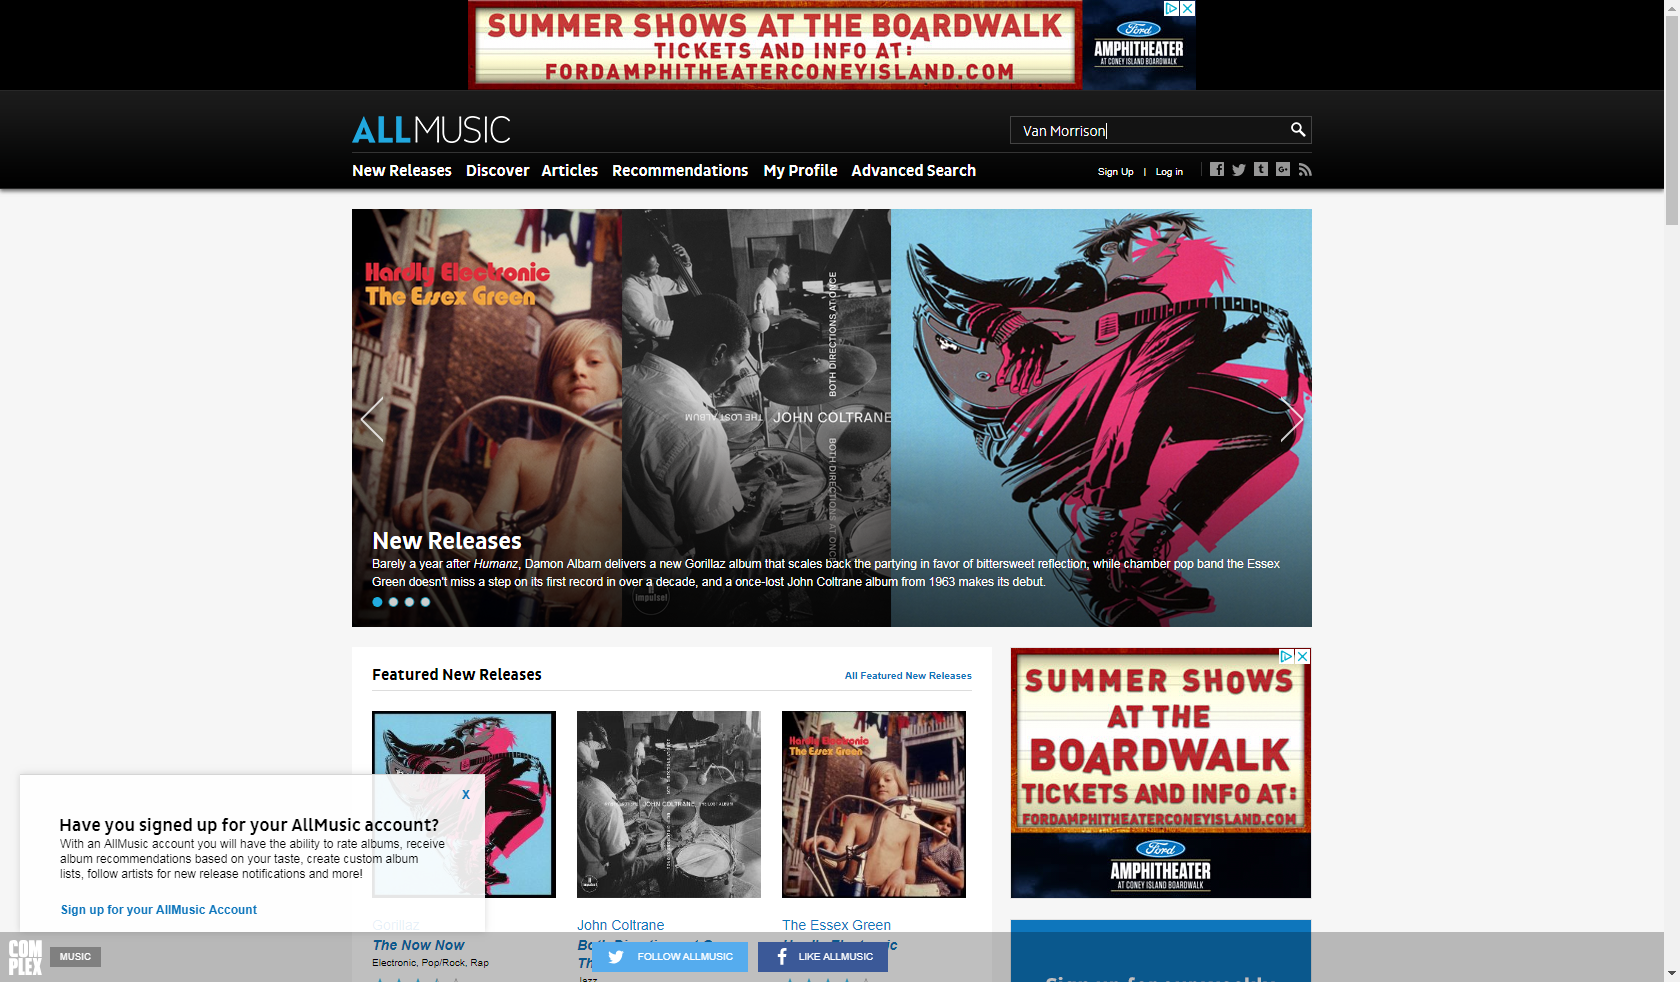 SUMMER SHOWS AT THE BOARDWALK
TICKETS AND INFO AT:
FORDAMPHITHEATERCONEYISLAND.COM
Ford
AMPHITHEATER
AT CONEY ISLAND BOARDWALK
ALLMUSIC
Van Morrison
New Releases Discover Articles Recommendations My Profile Advanced Search
Sign Up | Log in
Hardly Electronic
The Essex Green
BOTH DIRECTIONS AT ONCE
THE LOST ALBUM JOHN COLTRANE
BOTH DIRECTIONS AT ONCE
impulse!
New Releases
Barely a year after Humanz, Damon Albarn delivers a new Gorillaz album that scales back the partying in favor of bittersweet reflection, while chamber pop band the Essex
Green doesn't miss a step on its first record in over a decade, and a once-lost John Coltrane album from 1963 makes its debut.
Featured New Releases
All Featured New Releases
JOHN COLTRANE THE LOST ALBUM
Hardly Electronic
The Essex Green
SUMMER SHOWS
AT THE
BOARDWALK
TICKETS AND INFO AT:
FORDAMPHITHEATERCONEYISLAND.COM
Ford
AMPHITHEATER
AT CONEY ISLAND BOARDWALK
X
Have you signed up for your AllMusic account?
With an AllMusic account you will have the ability to rate albums, receive
album recommendations based on your taste, create custom album
lists, follow artists for new release notifications and more!
Sign up for your AllMusic Account
Gorillaz
The Now Now
Electronic, Pop/Rock, Rap
John Coltrane
Jazz
The Essex Green
COMPLEX
MUSIC
FOLLOW ALLMUSIC
LIKE ALLMUSIC